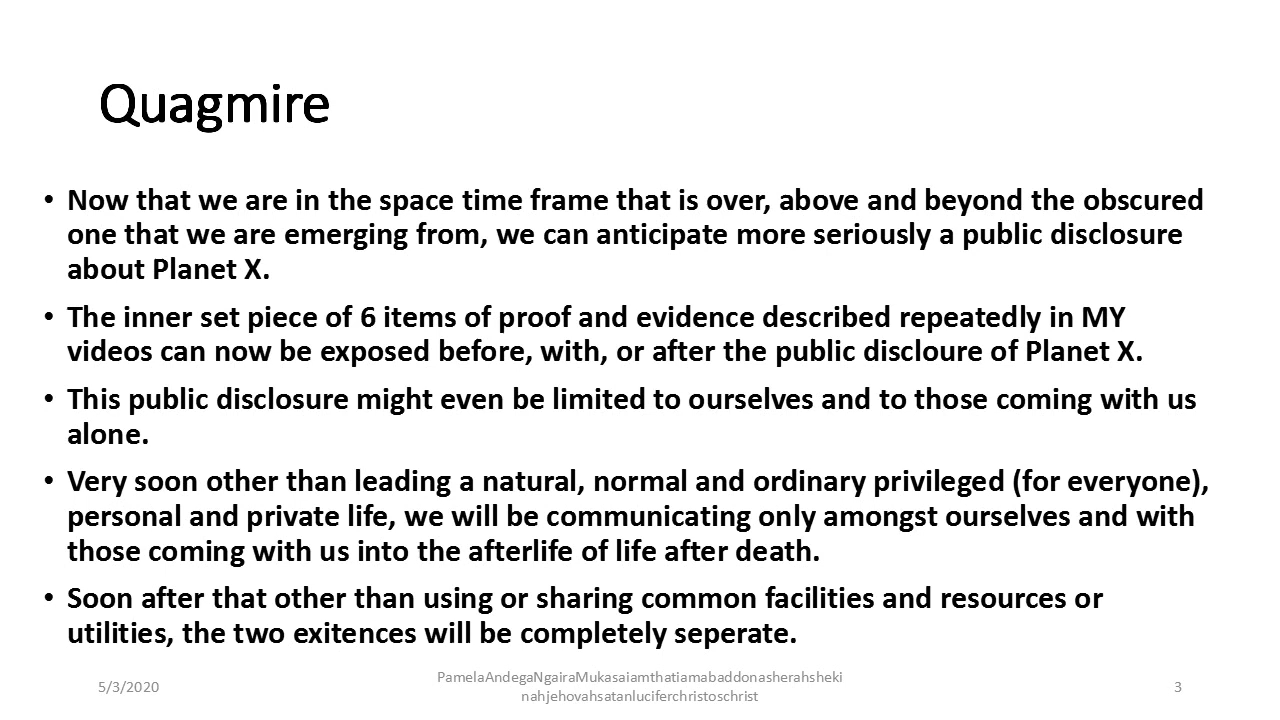 Quagmire
• Now that we are in the space time frame that is over, above and beyond the obscured
one that we are emerging from, we can anticipate more seriously a public disclosure
about Planet X.
• The inner set piece of 6 items of proof and evidence described repeatedly in MY
videos can now be exposed before, with, or after the public discloure of Planet X.
• This public disclosure might even be limited to ourselves and to those coming with us
alone.
• Very soon other than leading a natural, normal and ordinary privileged (for everyone),
personal and private life, we will be communicating only amongst ourselves and with
those coming with us into the afterlife of life after death.
• Soon after that other than using or sharing common facilities and resources or
utilities, the two exitences will be completely seperate.
5/3/2020
PamelaAndegaNgairaMukasaiamthatiamabaddonasherahsheki
nahjehovahsatanluciferchristoschrist
3